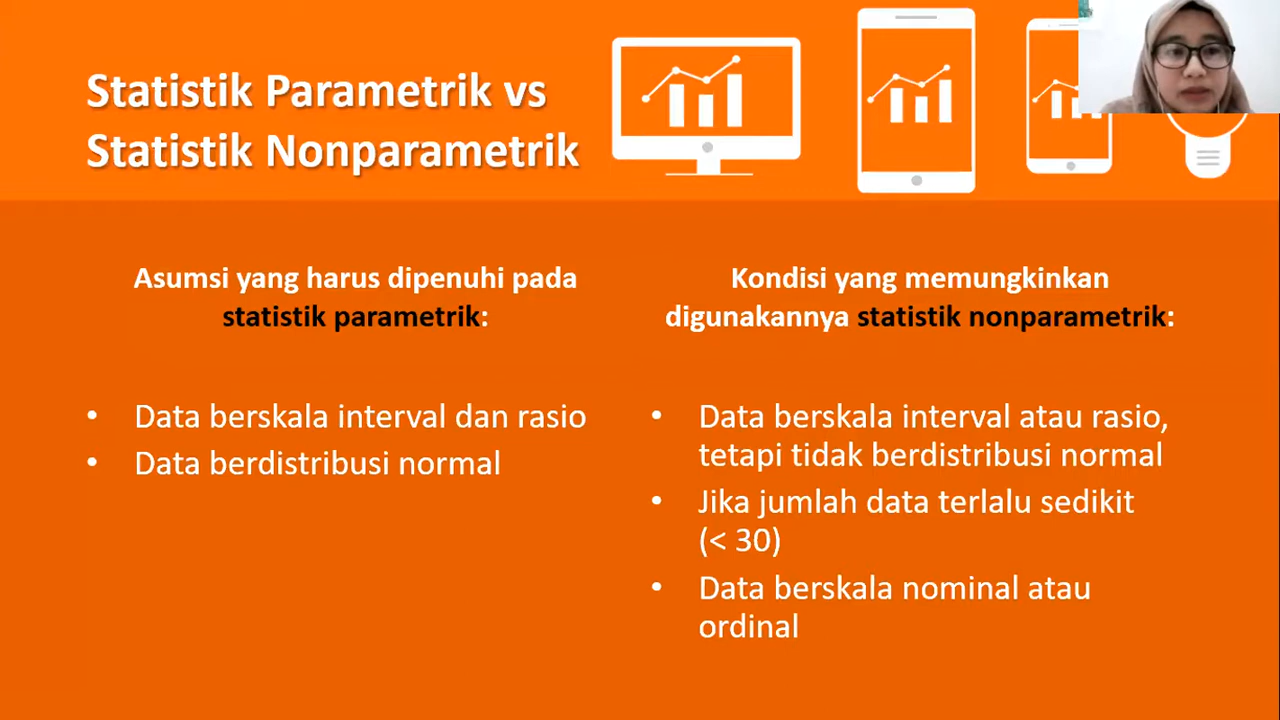 Statistik Parametrik vs
Statistik Nonparametrik
Asumsi yang harus dipenuhi pada
statistik parametrik:
• Data berskala interval dan rasio
• Data berdistribusi normal
Kondisi yang memungkinkan
digunakannya statistik nonparametrik:
• Data berskala interval atau rasio,
tetapi tidak berdistribusi normal
• Jika jumlah data terlalu sedikit
(< 30)
• Data berskala nominal atau
ordinal